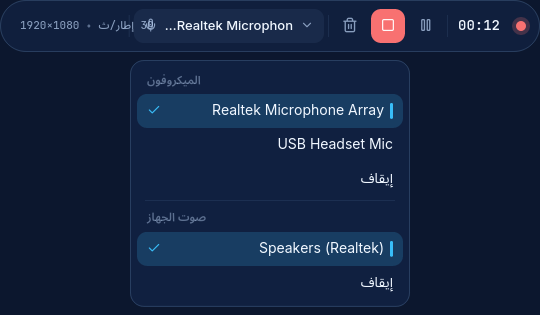 00:12
Realtek Microphon...
1920×1080 • 30 إطار/ث
الميكروفون
Realtek Microphone Array
USB Headset Mic
إيقاف
صوت الجهاز
Speakers (Realtek)
إيقاف